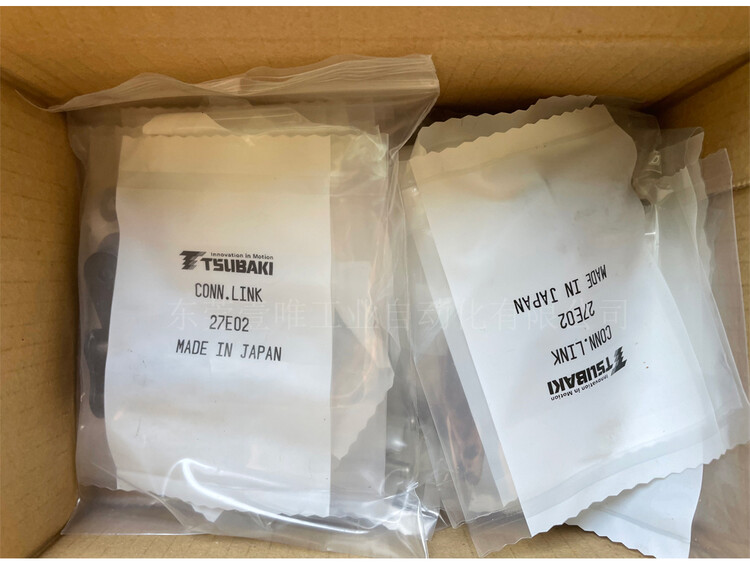 Innovation in Motion
TSUBAKI
CONN.LINK
27E02
MADE IN JAPAN
Innovation in Motion
TSUBAKI
CONN.LINK
27E02
MADE IN JAPAN